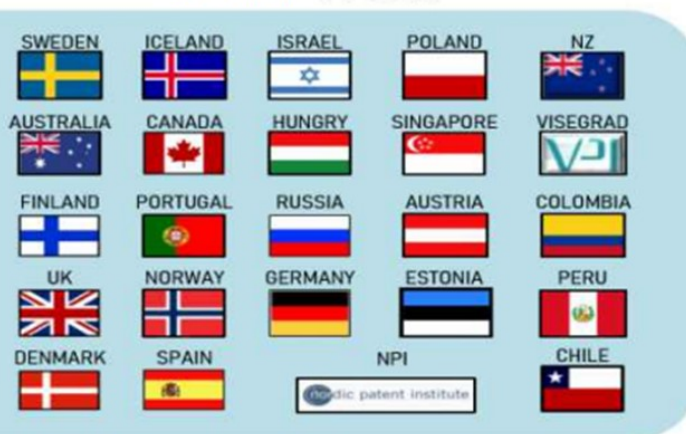 SWEDEN ICELAND ISRAEL POLAND NZ
AUSTRALIA CANADA HUNGRY SINGAPORE VISEGRAD
VPI
FINLAND PORTUGAL RUSSIA AUSTRIA COLOMBIA
UK NORWAY GERMANY ESTONIA PERU
DENMARK SPAIN NPI CHILE
nordic patent institute